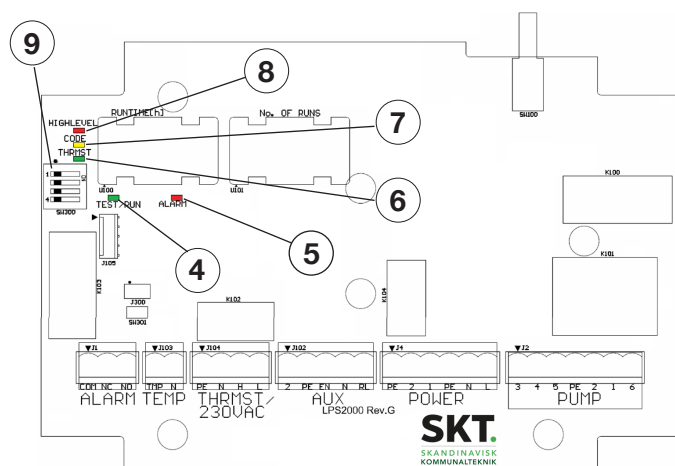 9
8
7
6
5
4
HIGHLEVEL
CODE
THRMST
RUNTIME[h]
No. OF RUNS
SW100
1
4
ON
SW300
U100
U101
TEST>RUN
ALARM
K100
K101
K103
J105
J300
SW301
K102
K104
J1
J103
J104
J102
J4
J2
COM NC NO
TMP N
PE N H L
2 PE EN N RL
PE 2 1 PE N L
3 4 5 PE 2 1 6
ALARM
TEMP
THRMST/
230VAC
AUX
POWER
PUMP
LPS2000 Rev.G
SKT.
SKANDINAVISK
KOMMUNALTEKNIK